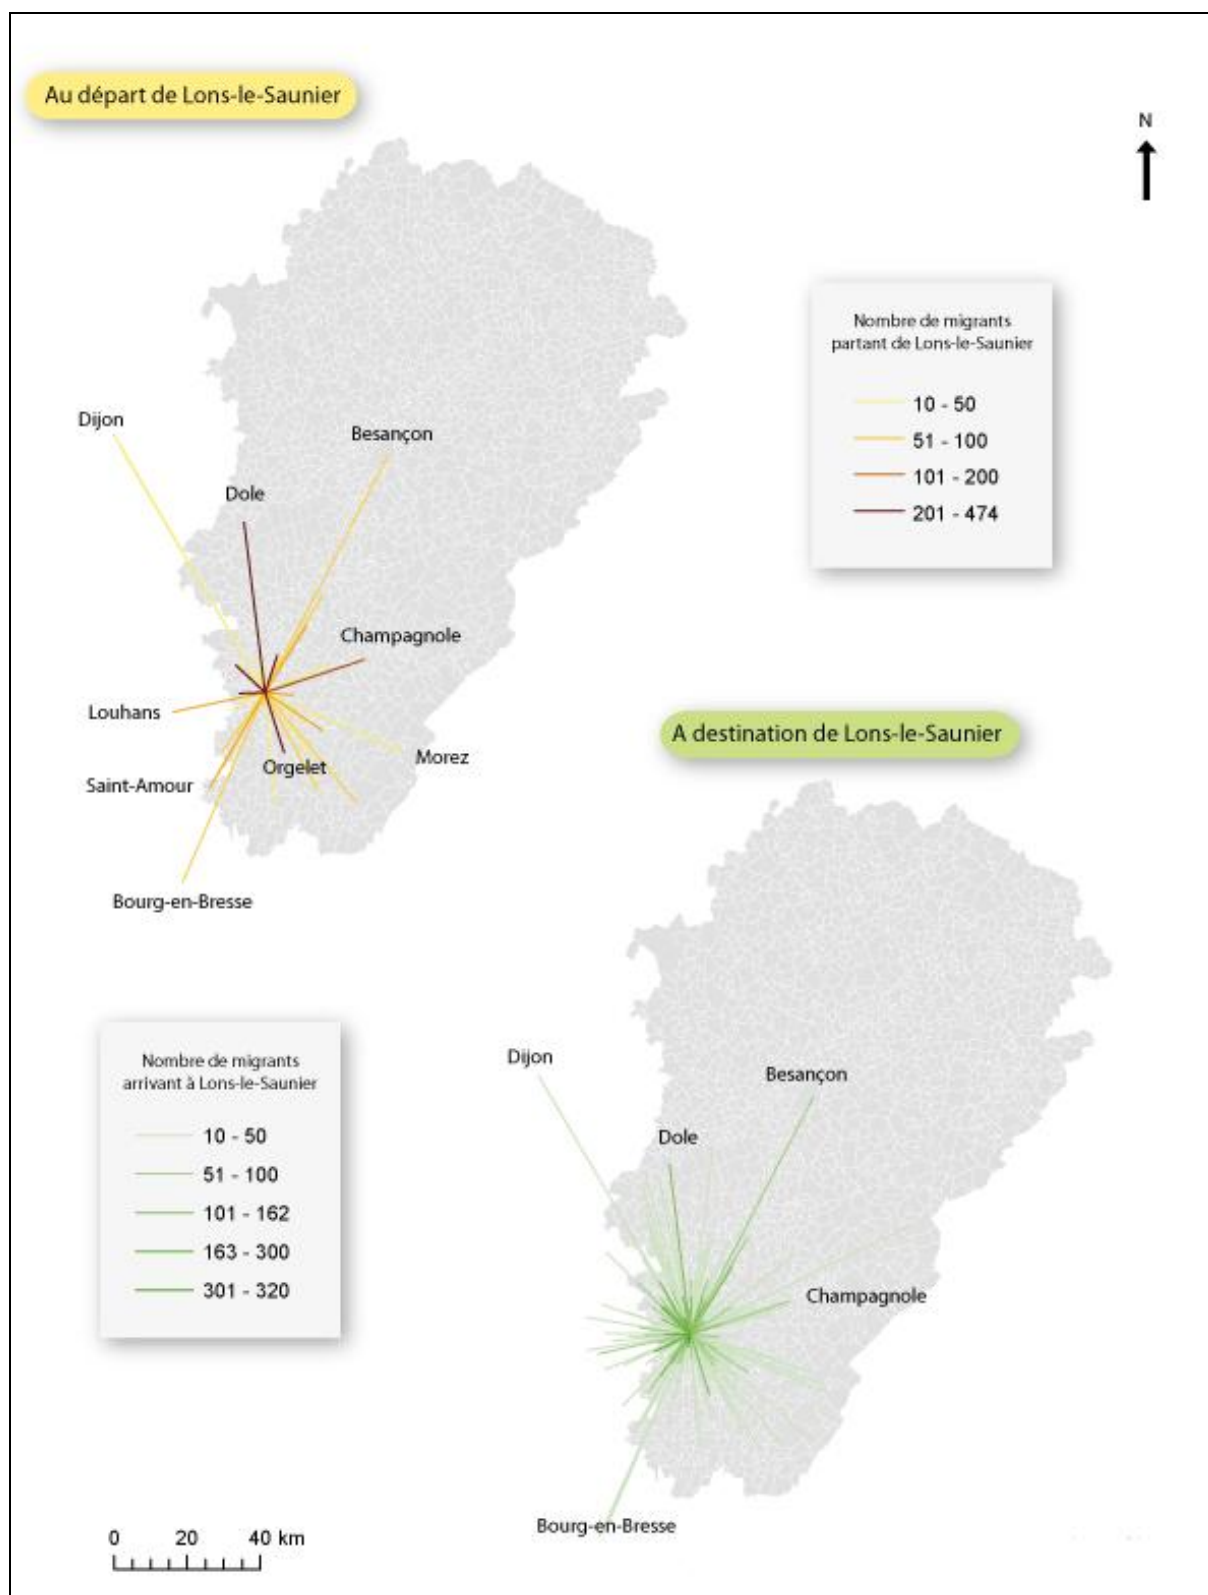 Au départ de Lons-le-Saunier
N
Nombre de migrants
partant de Lons-le-Saunier
10 - 50
51 - 100
101 - 200
201 - 474
Dijon
Besançon
Dole
Champagnole
Louhans
Morez
Orgelet
Saint-Amour
Bourg-en-Bresse
A destination de Lons-le-Saunier
Nombre de migrants
arrivant à Lons-le-Saunier
10 - 50
51 - 100
101 - 162
163 - 300
301 - 320
Dijon
Besançon
Dole
Champagnole
Bourg-en-Bresse
0 20 40 km